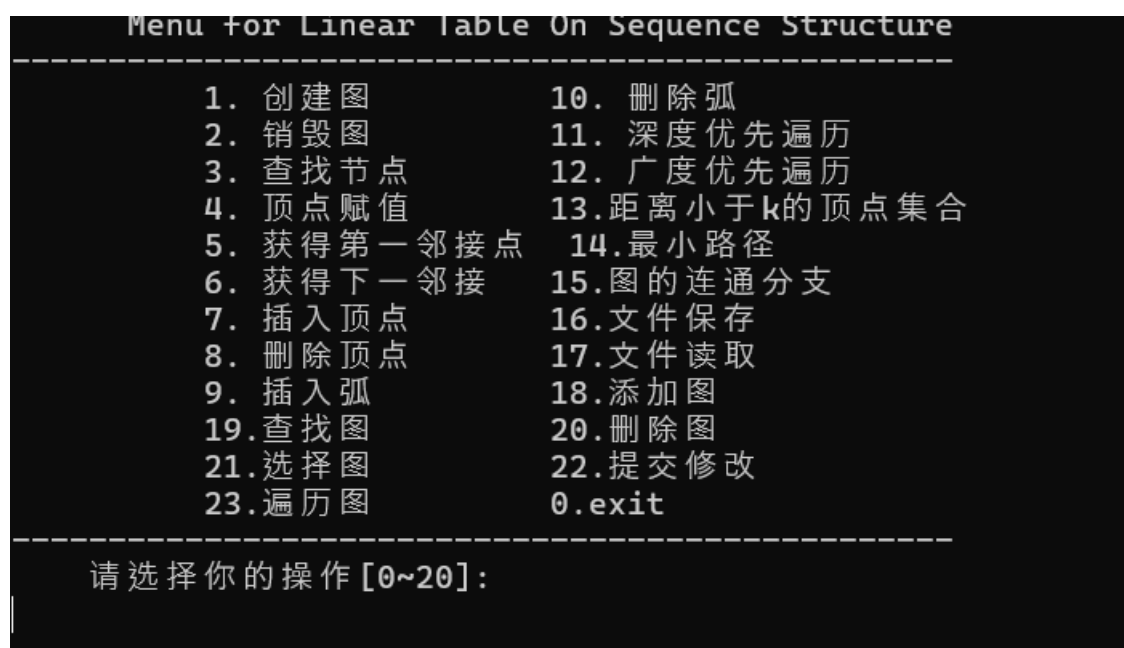 Menu for Linear Table On Sequence Structure
-------------------------------------------------
1. 创建图 10. 删除弧
2. 销毁图 11. 深度优先遍历
3. 查找节点 12. 广度优先遍历
4. 顶点赋值 13.距离小于k的顶点集合
5. 获得第一邻接点 14.最小路径
6. 获得下一邻接 15.图的连通分支
7. 插入顶点 16.文件保存
8. 删除顶点 17.文件读取
9. 插入弧 18.添加图
19.查找图 20.删除图
21.选择图 22.提交修改
23.遍历图 0.exit
-------------------------------------------------
请选择你的操作[0~20]: